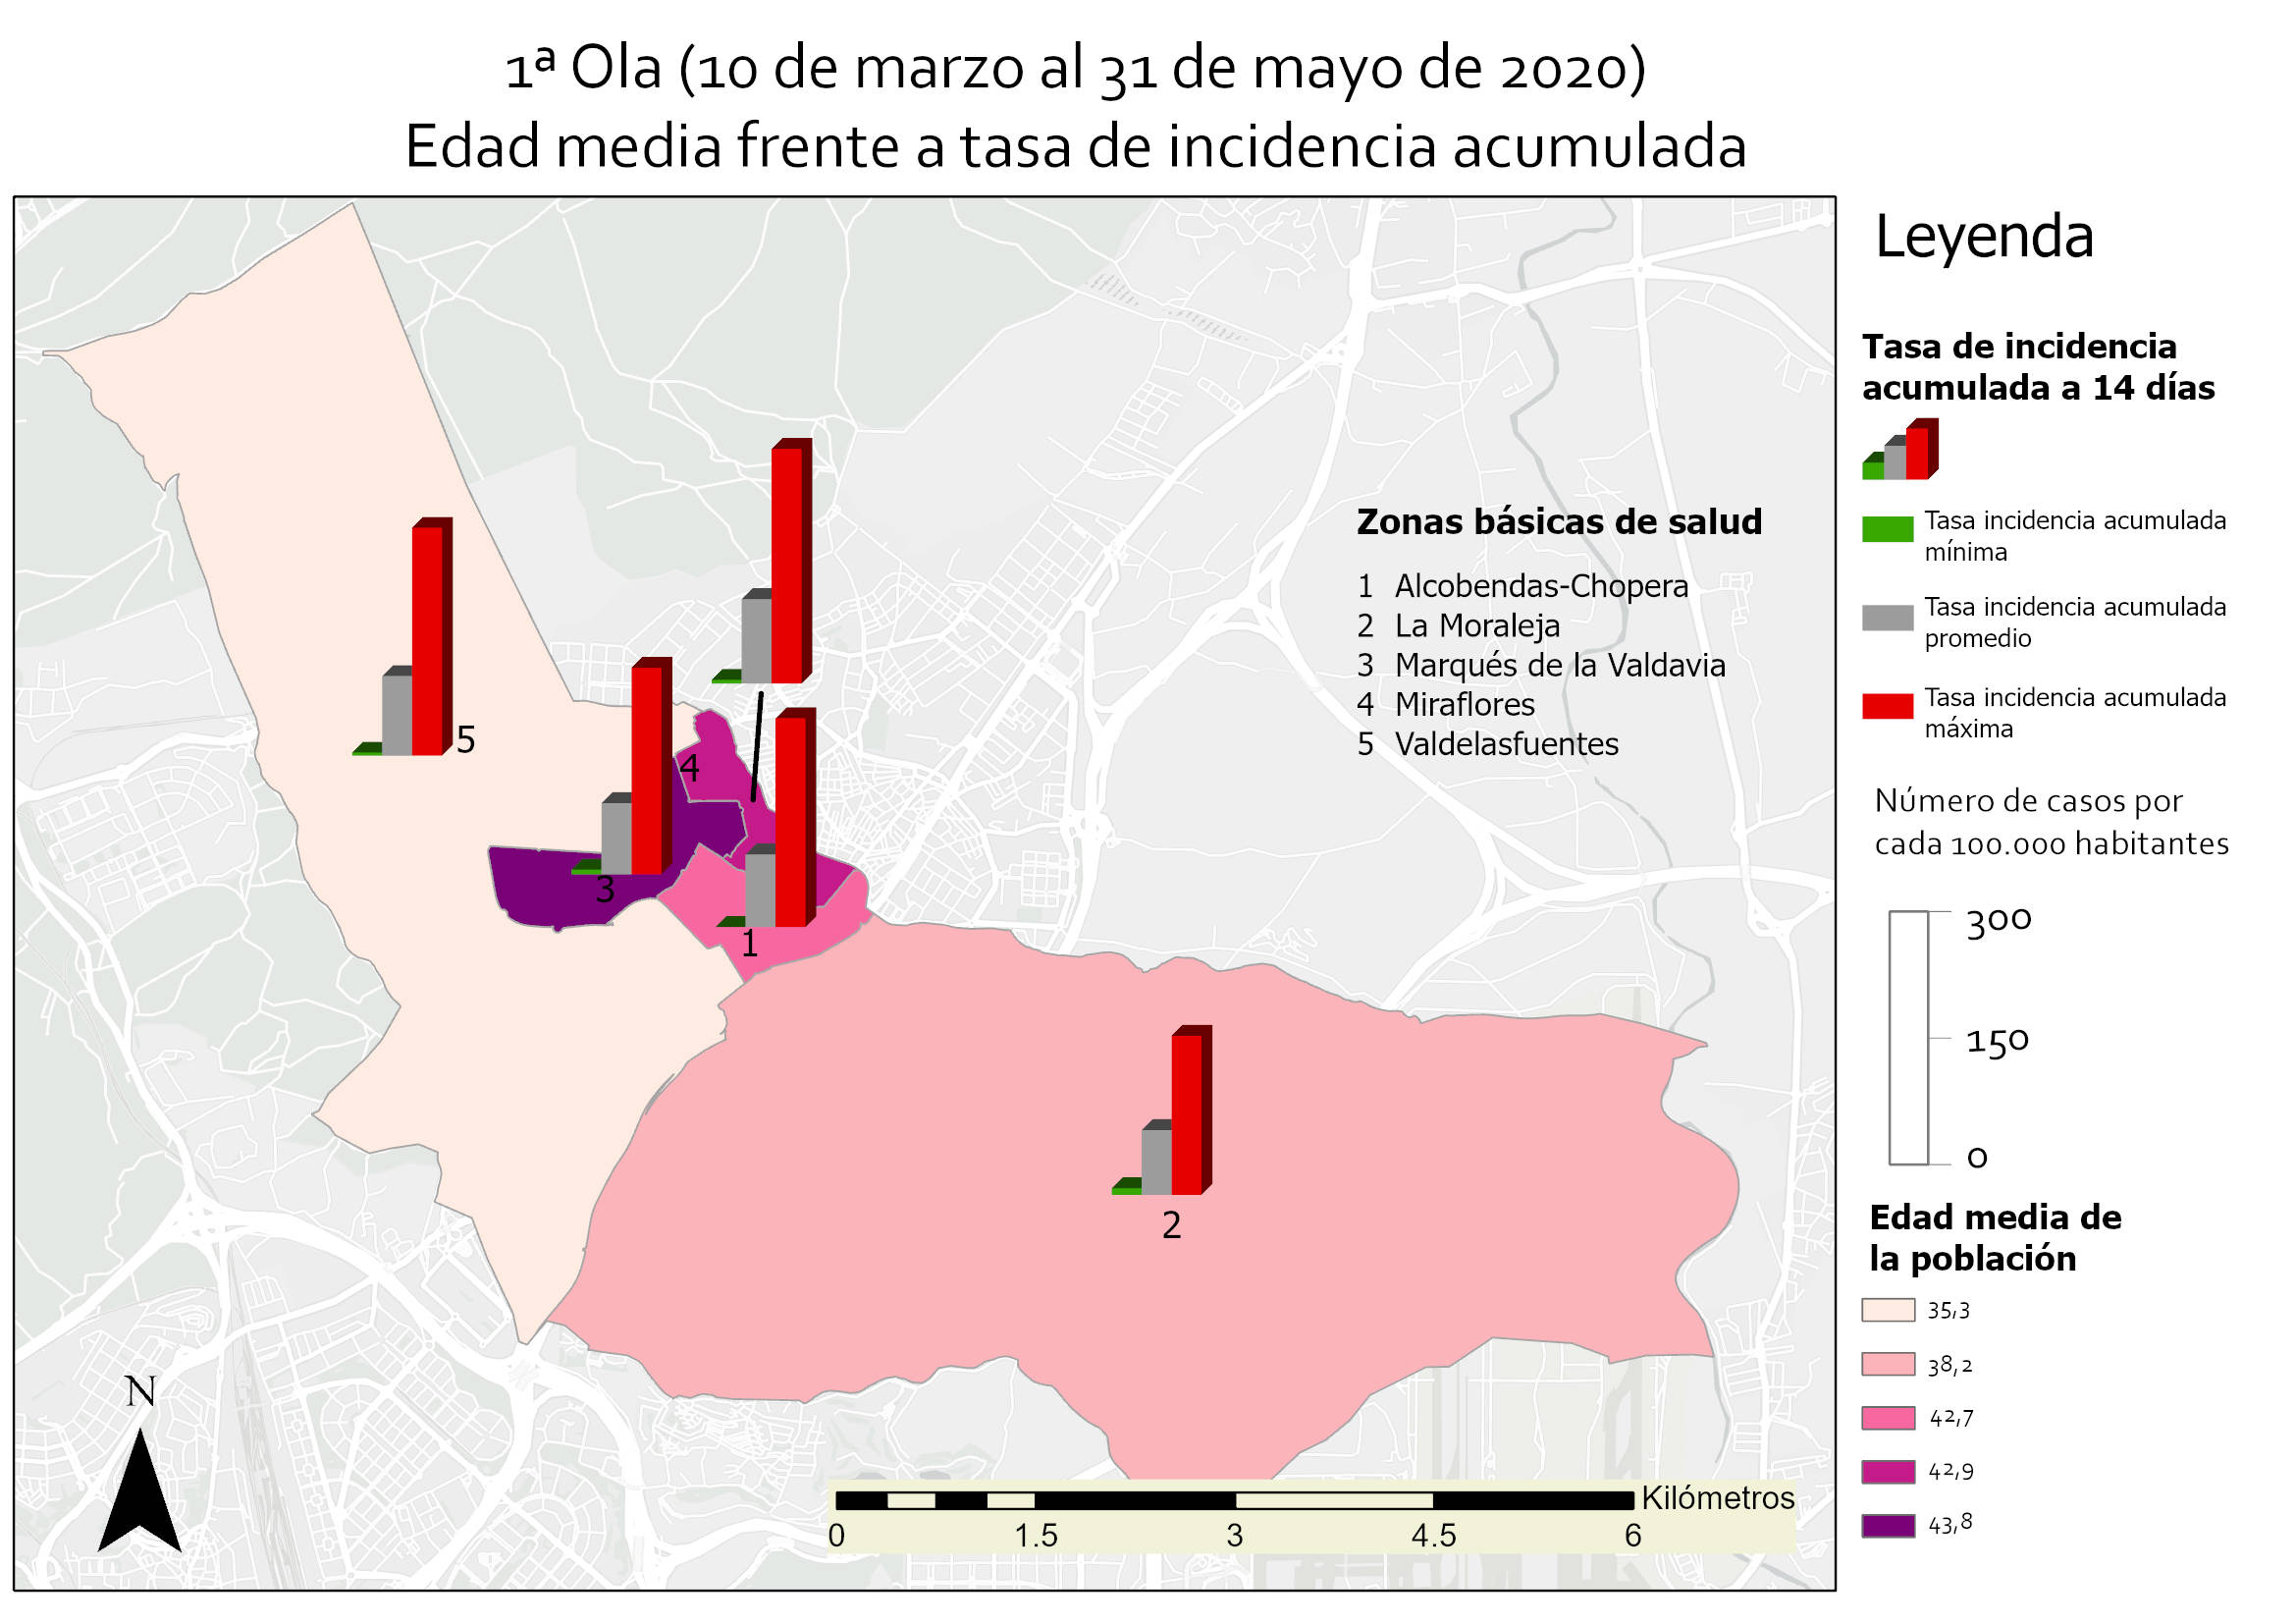 1ª Ola (10 de marzo al 31 de mayo de 2020)
Edad media frente a tasa de incidencia acumulada
Leyenda
Tasa de incidencia
acumulada a 14 días
Tasa incidencia acumulada
mínima
Tasa incidencia acumulada
promedio
Tasa incidencia acumulada
máxima
Número de casos por
cada 100.000 habitantes
300
150
0
Edad media de
la población
35,3
38,2
42,7
42,9
43,8
Zonas básicas de salud
1 Alcobendas-Chopera
2 La Moraleja
3 Marqués de la Valdavia
4 Miraflores
5 Valdelasfuentes
5
4
3
1
2
N
Kilómetros
0 1.5 3 4.5 6